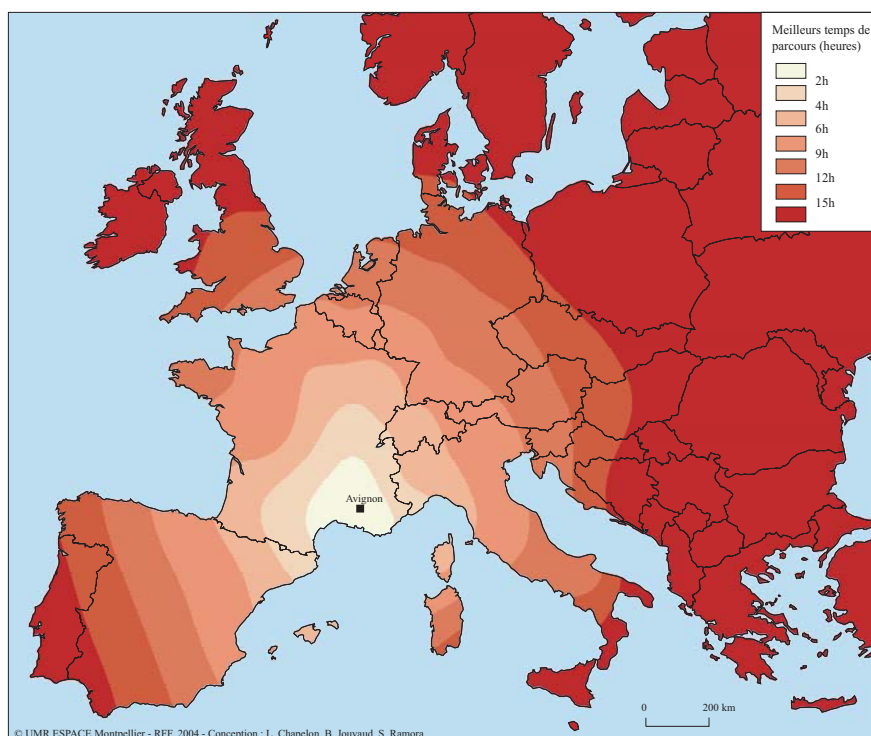 Meilleurs temps de
parcours (heures)
2h
4h
6h
9h
12h
15h
Avignon
0 200 km
© UMR ESPACE Montpellier - RFF, 2004 - Conception : L. Chapelon, B. Jouvaud, S. Ramora